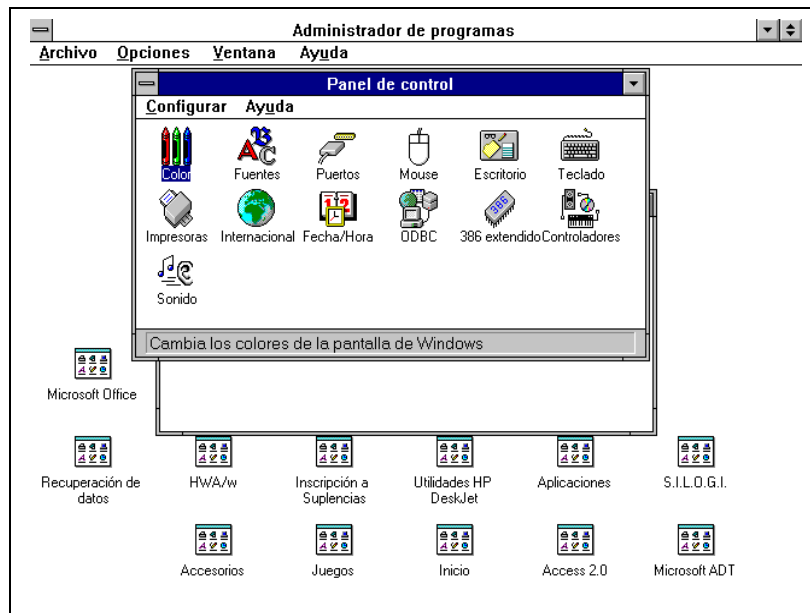 Administrador de programas
Archivo Opciones Ventana Ayuda
Panel de control
Configurar Ayuda
Color Fuentes Puertos Mouse Escritorio Teclado
386
Impresoras Internacional Fecha/Hora ODBC 386 extendido Controladores
Sonido
Cambia los colores de la pantalla de Windows
Microsoft Office
Recuperación de datos
HWA/w
Inscripción a Suplencias
Utilidades HP DeskJet
Aplicaciones
S.I.L.O.G.I.
Accesorios Juegos Inicio Access 2.0 Microsoft ADT